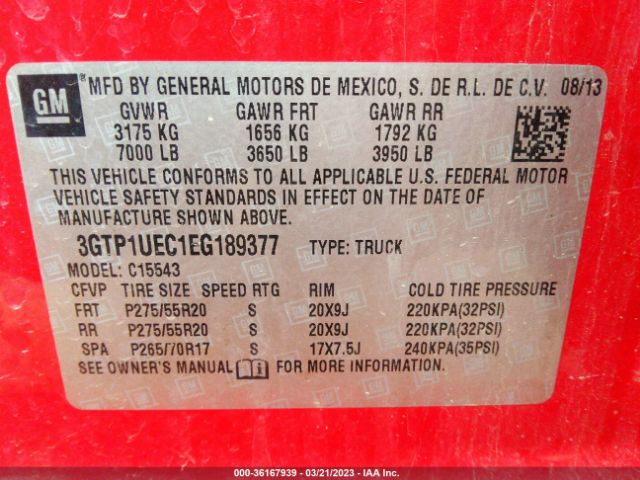 GM ® MFD BY GENERAL MOTORS DE MEXICO, S. DE R.L. DE C.V. 08/13
GVWR GAWR FRT GAWR RR
3175 KG 1656 KG 1792 KG
7000 LB 3650 LB 3950 LB
THIS VEHICLE CONFORMS TO ALL APPLICABLE U.S. FEDERAL MOTOR
VEHICLE SAFETY STANDARDS IN EFFECT ON THE DATE OF
MANUFACTURE SHOWN ABOVE.
3GTP1UEC1EG189377 TYPE: TRUCK
MODEL: C15543
CFVP TIRE SIZE SPEED RTG RIM COLD TIRE PRESSURE
FRT P275/55R20 S 20X9J 220KPA(32PSI)
RR P275/55R20 S 20X9J 220KPA(32PSI)
SPA P265/70R17 S 17X7.5J 240KPA(35PSI)
SEE OWNER'S MANUAL FOR MORE INFORMATION.
000-36167939 - 03/21/2023 - IAA Inc.